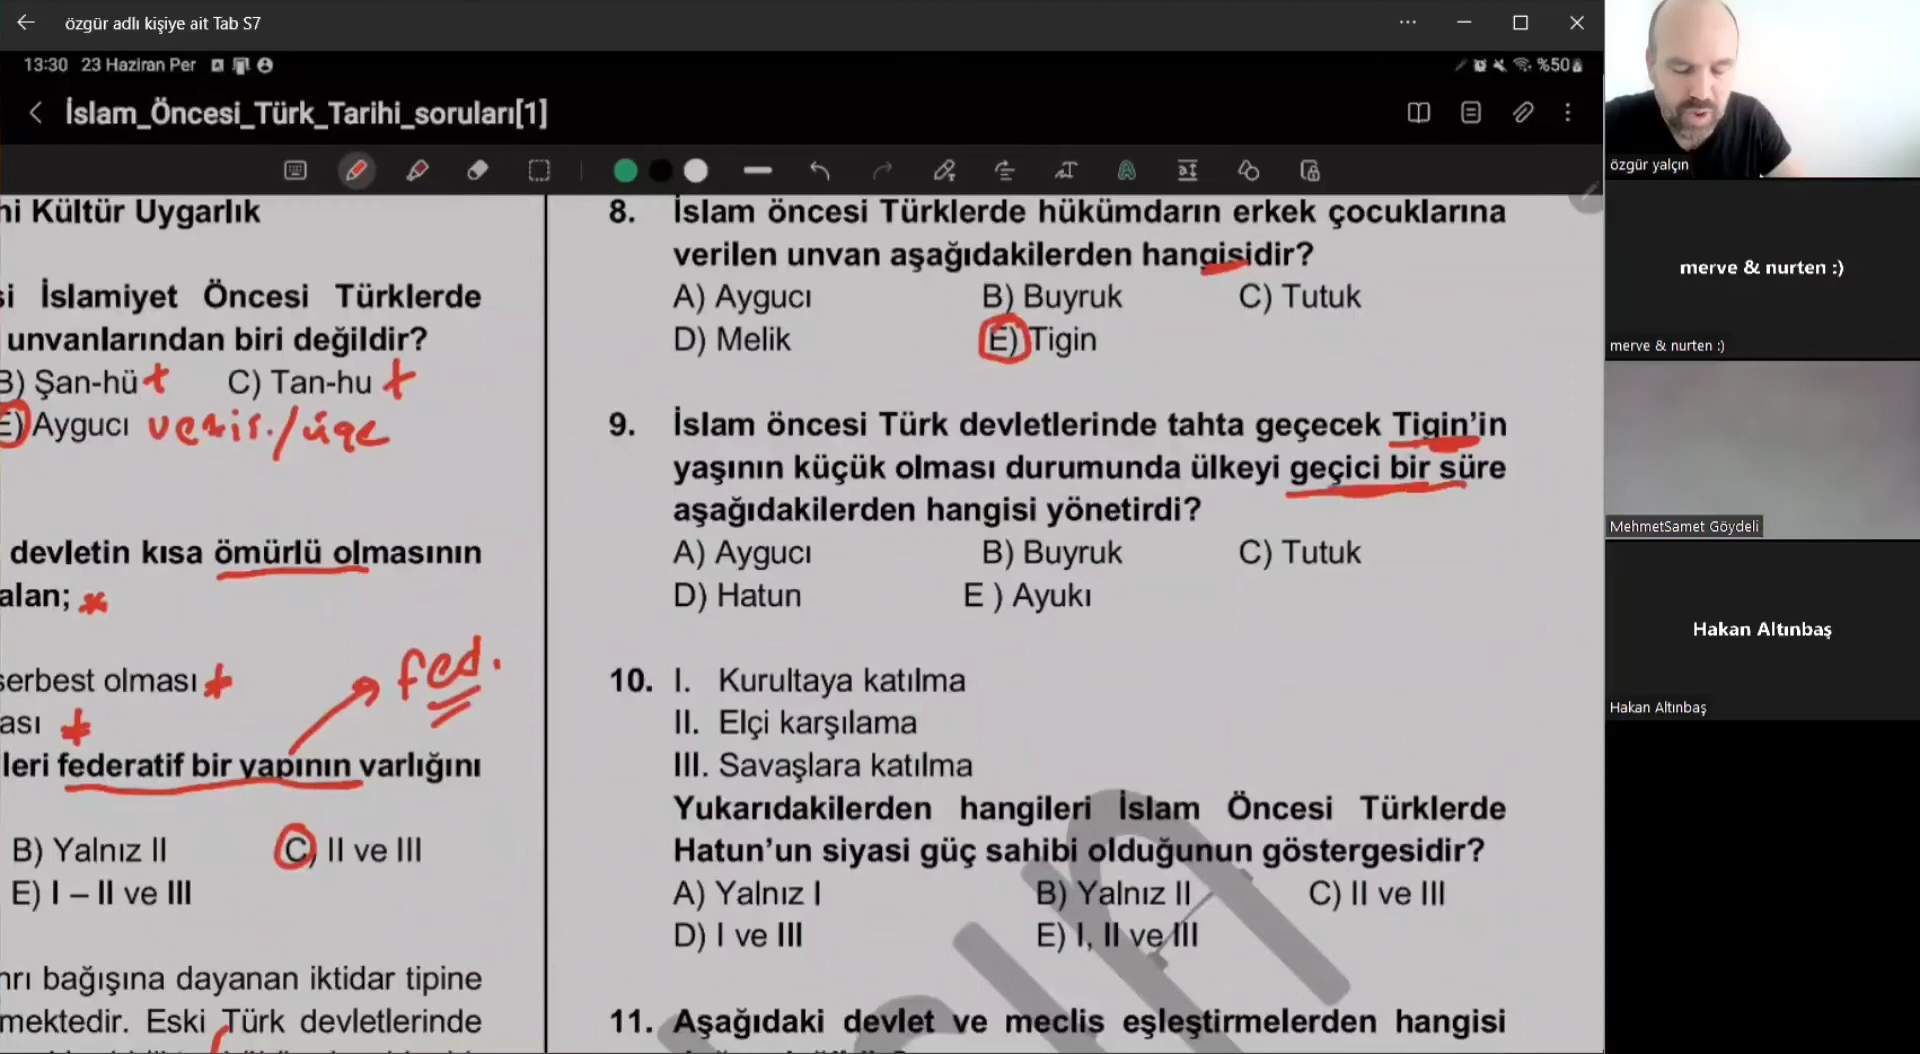 özgür adlı kişiye ait Tab S7
13:30 23 Haziran Per
%50
İslam_Öncesi_Türk_Tarihi_soruları[1]
ni Kültür Uygarlık
si İslamiyet Öncesi Türklerde
unvanlarından biri değildir?
B) Şan-hü C) Tan-hu
E) Aygucı vezir./üge
devletin kısa ömürlü olmasının
alan;
serbest olması
ası
fed.
leri federatif bir yapının varlığını
B) Yalnız II C) II ve III
E) I – II ve III
nrı bağışına dayanan iktidar tipine
mektedir. Eski Türk devletlerinde
8. İslam öncesi Türklerde hükümdarın erkek çocuklarına
verilen unvan aşağıdakilerden hangisidir?
A) Aygucı B) Buyruk C) Tutuk
D) Melik E) Tigin
9. İslam öncesi Türk devletlerinde tahta geçecek Tigin’in
yaşının küçük olması durumunda ülkeyi geçici bir süre
aşağıdakilerden hangisi yönetirdi?
A) Aygucı B) Buyruk C) Tutuk
D) Hatun E ) Ayukı
10. I. Kurultaya katılma
II. Elçi karşılama
III. Savaşlara katılma
Yukarıdakilerden hangileri İslam Öncesi Türklerde
Hatun’un siyasi güç sahibi olduğunun göstergesidir?
A) Yalnız I B) Yalnız II C) II ve III
D) I ve III E) I, II ve III
11. Aşağıdaki devlet ve meclis eşleştirmelerden hangisi
özgür yalçın
merve & nurten :)
merve & nurten :)
MehmetSamet Göydeli
Hakan Altınbaş
Hakan Altınbaş